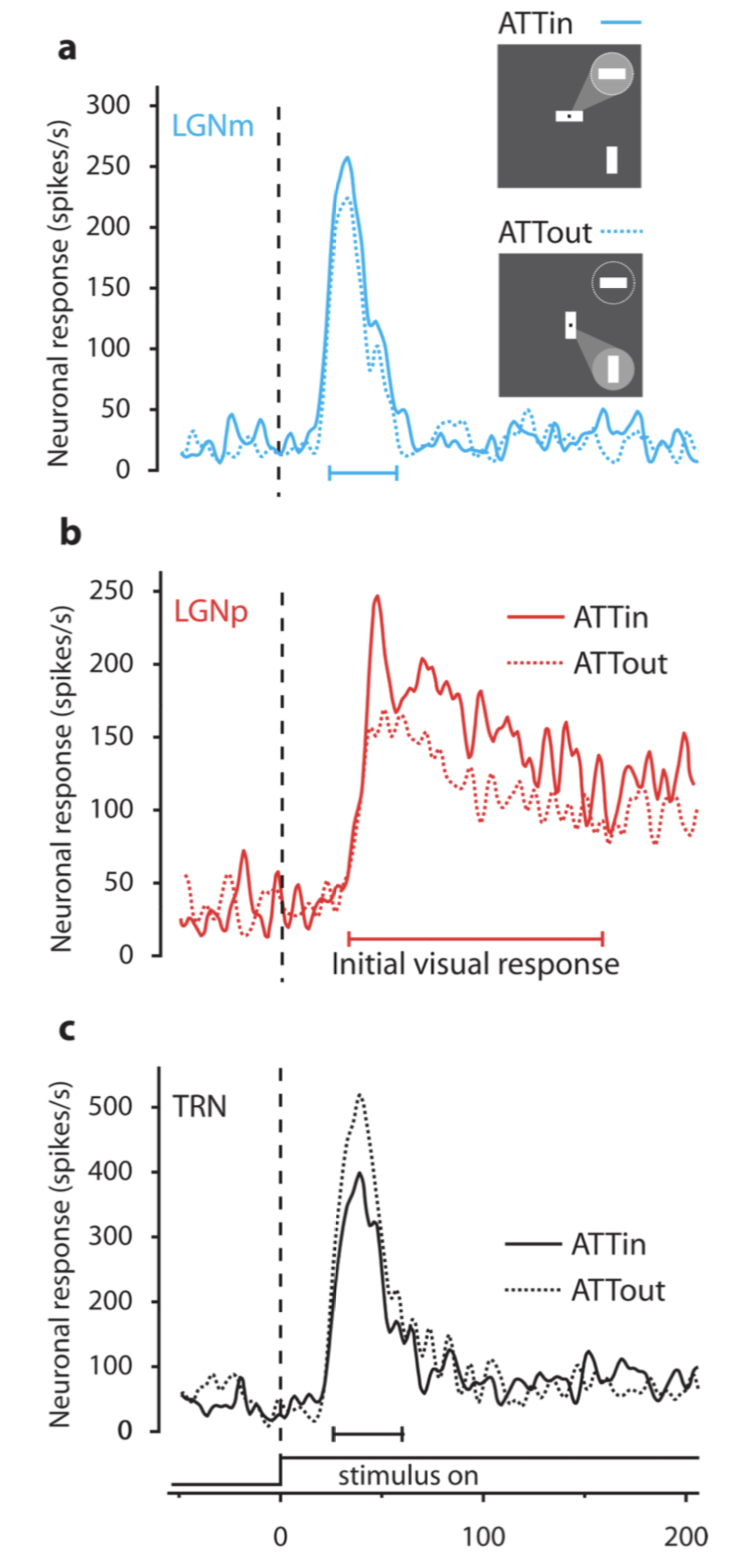 a
ATTin
LGNm
ATTout
Neuronal response (spikes/s)
300
250
200
150
100
50
0
b
LGNp
ATTin
ATTout
Neuronal response (spikes/s)
250
200
150
100
50
0
Initial visual response
c
TRN
ATTin
ATTout
Neuronal response (spikes/s)
500
400
300
200
100
0
stimulus on
0 100 200